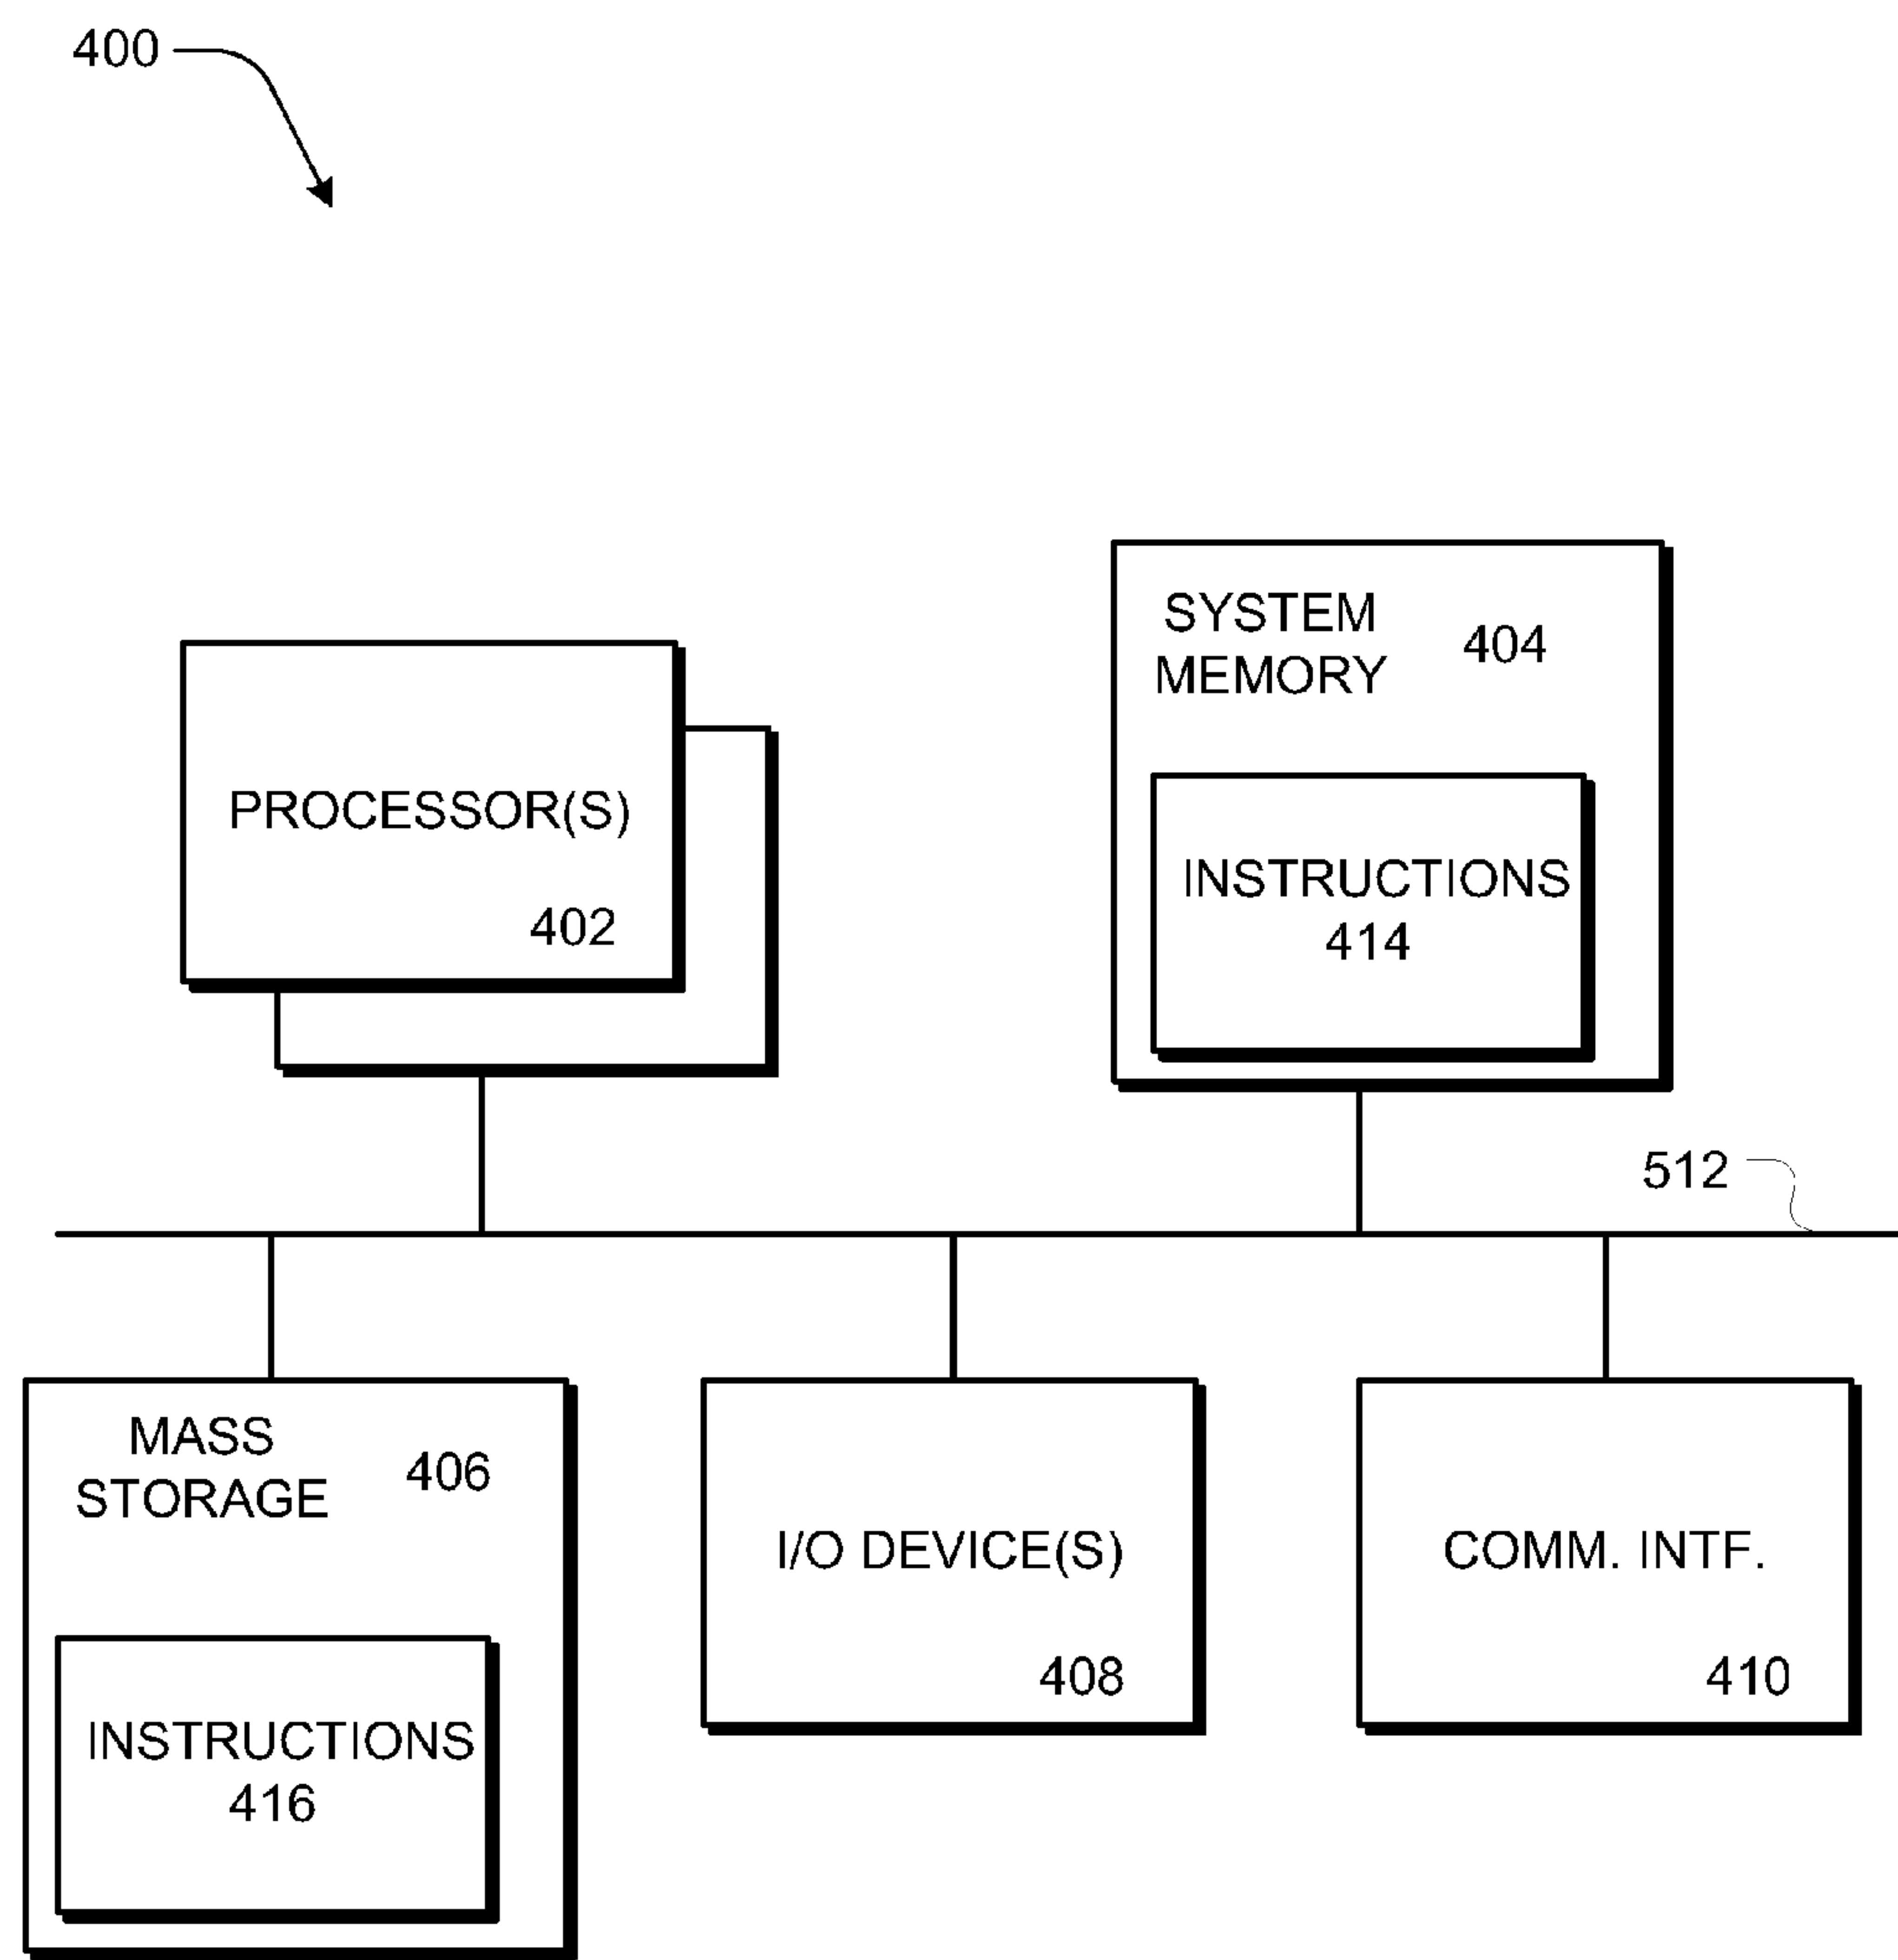 400
SYSTEM
MEMORY
404
PROCESSOR(S)
402
INSTRUCTIONS
414
512
MASS
STORAGE
406
I/O DEVICE(S)
408
COMM. INTF.
410
INSTRUCTIONS
416